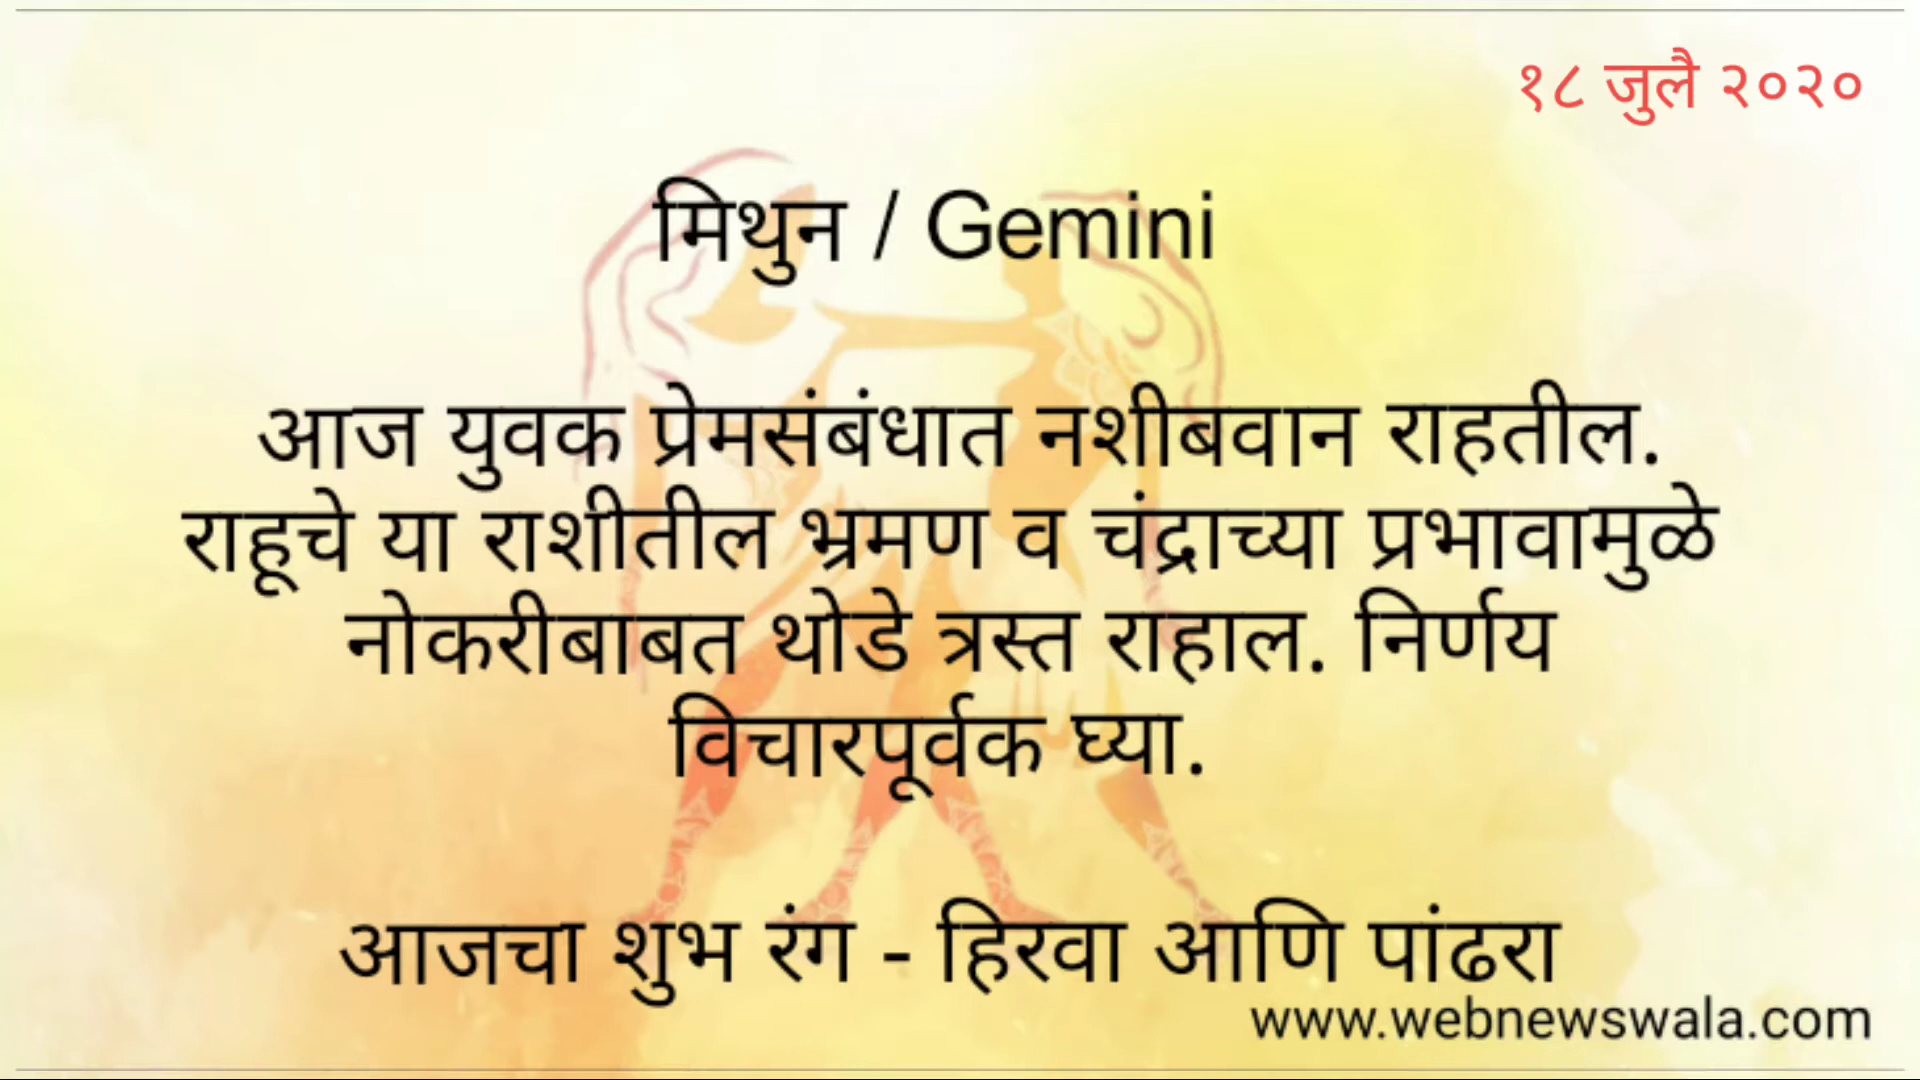 १८ जुलै २०२०
मिथुन / Gemini
आज युवक प्रेमसंबंधात नशीबवान राहतील.
राहूचे या राशीतील भ्रमण व चंद्राच्या प्रभावामुळे
नोकरीबाबत थोडे त्रस्त राहाल. निर्णय
विचारपूर्वक घ्या.
आजचा शुभ रंग - हिरवा आणि पांढरा
www.webnewswala.com